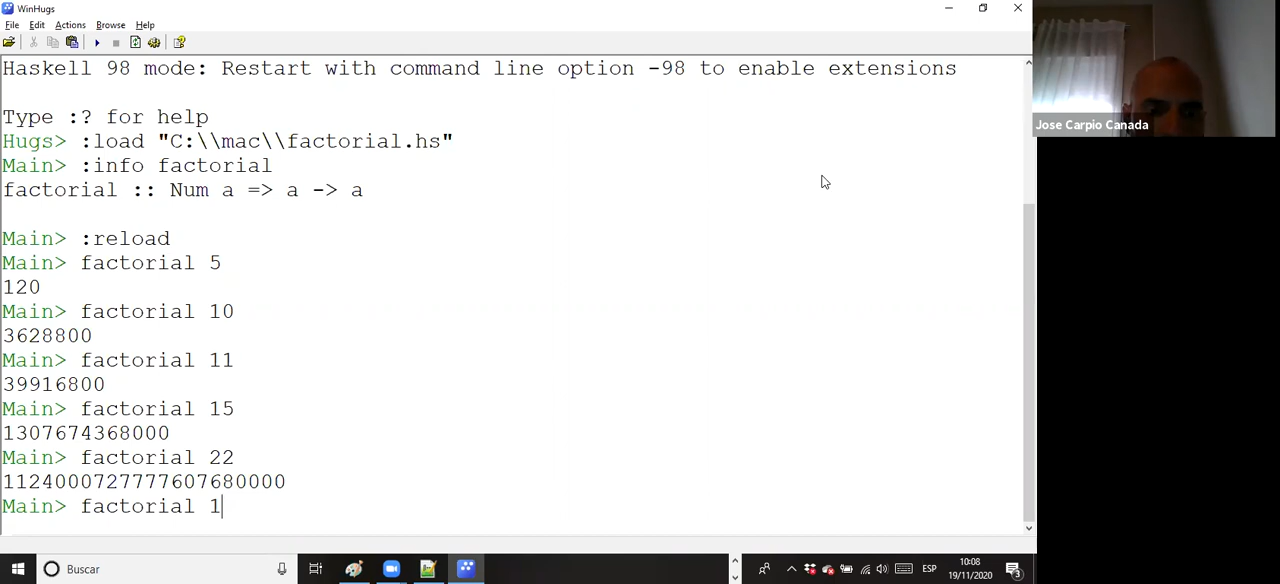 WinHugs
File Edit Actions Browse Help
Haskell 98 mode: Restart with command line option -98 to enable extensions
Type :? for help
Hugs> :load "C:\\mac\\factorial.hs"
Main> :info factorial
factorial :: Num a => a -> a
Main> :reload
Main> factorial 5
120
Main> factorial 10
3628800
Main> factorial 11
39916800
Main> factorial 15
1307674368000
Main> factorial 22
1124000727777607680000
Main> factorial 1
Jose Carpio Canada
Buscar
ESP
10:08
19/11/2020
3